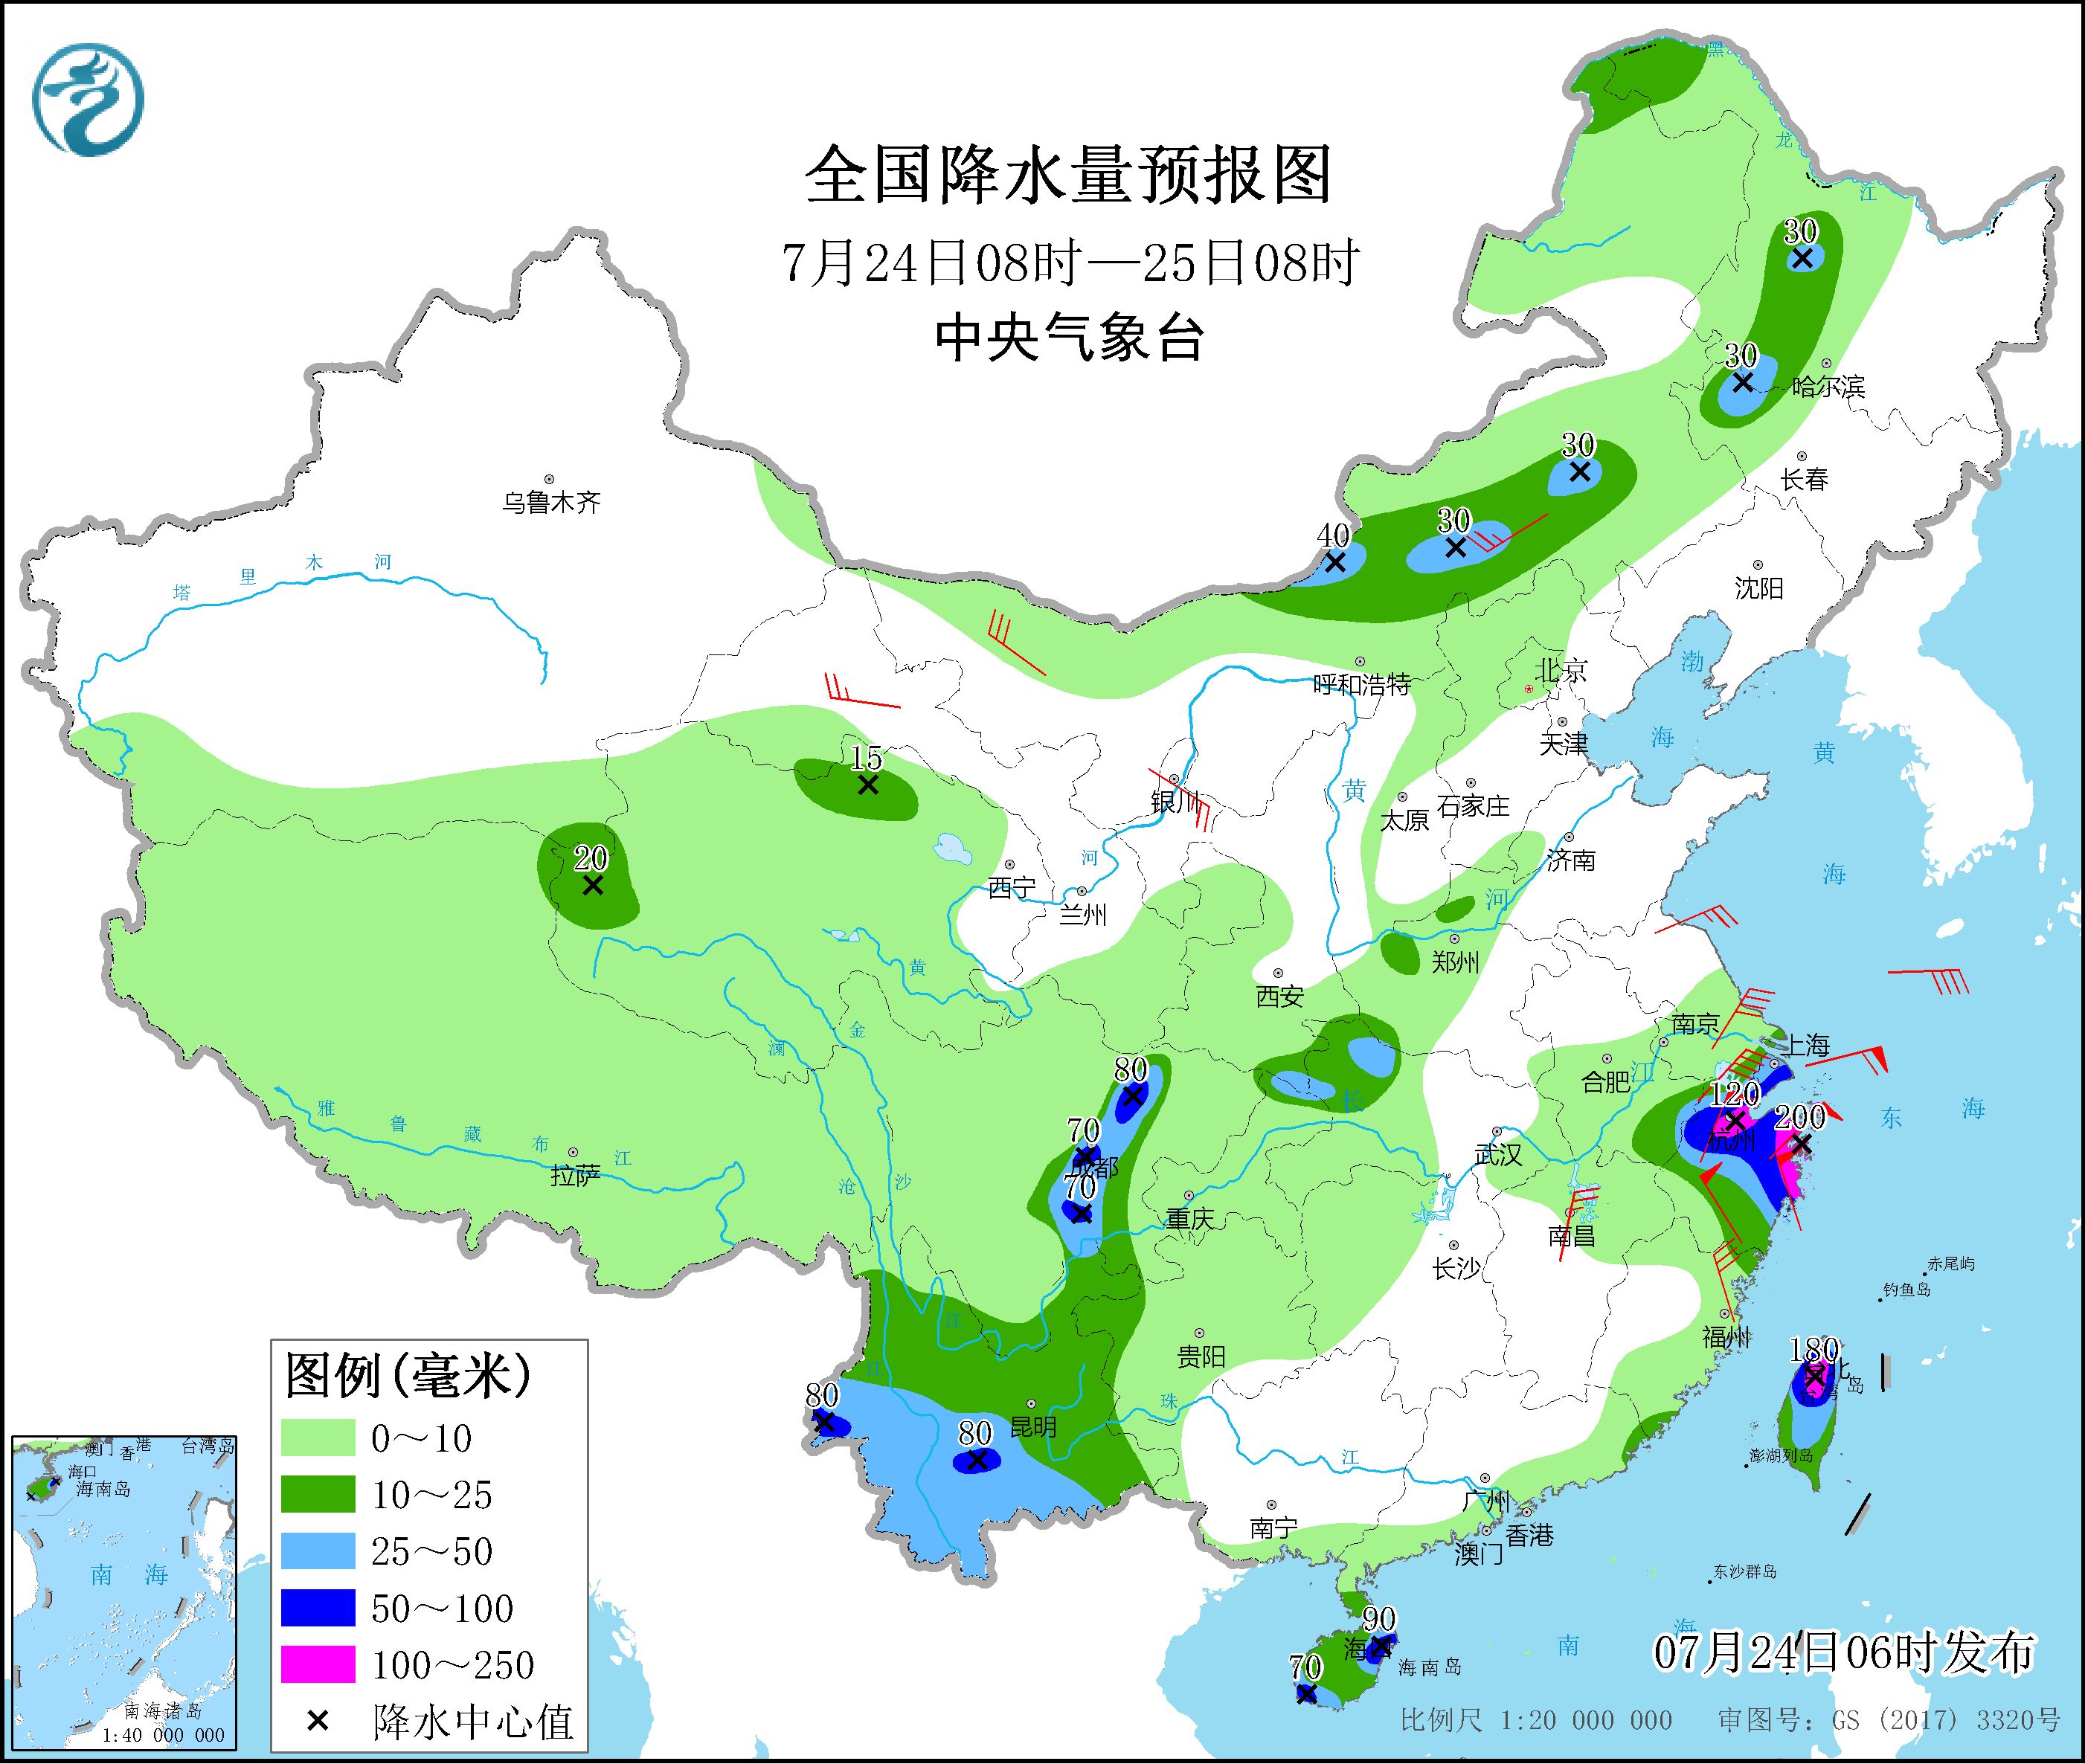 全国降水量预报图
7月24日08时—25日08时
中央气象台
黑
龙
江
30
30
哈尔滨
30
长春
乌鲁木齐
30
40
塔 里 木 河
沈阳
呼和浩特
北京
渤
海
天津
黄
海
15
银川
黄
太原
石家庄
济南
20
西宁
河
兰州
河
黄
郑州
西安
金
澜
南京
上海
80
合肥
江
120
200
长
东 海
雅 鲁 藏 布 江
70
成都
杭州
武汉
拉萨
沧
沙
70
重庆
南昌
长沙
赤尾屿
钓鱼岛
江
福州
贵阳
180
江
80
珠
昆明
80
江
澎湖列岛
广州
南宁
香港
澳门
东沙群岛
90
海
南 海
70
海南岛
图例(毫米)
0～10
10～25
25～50
50～100
100～250
降水中心值
澳门 香港 台湾岛
海口
海南岛
南 海
南海诸岛
1:40 000 000
07月24日06时发布
比例尺 1:20 000 000 审图号: GS (2017) 3320号